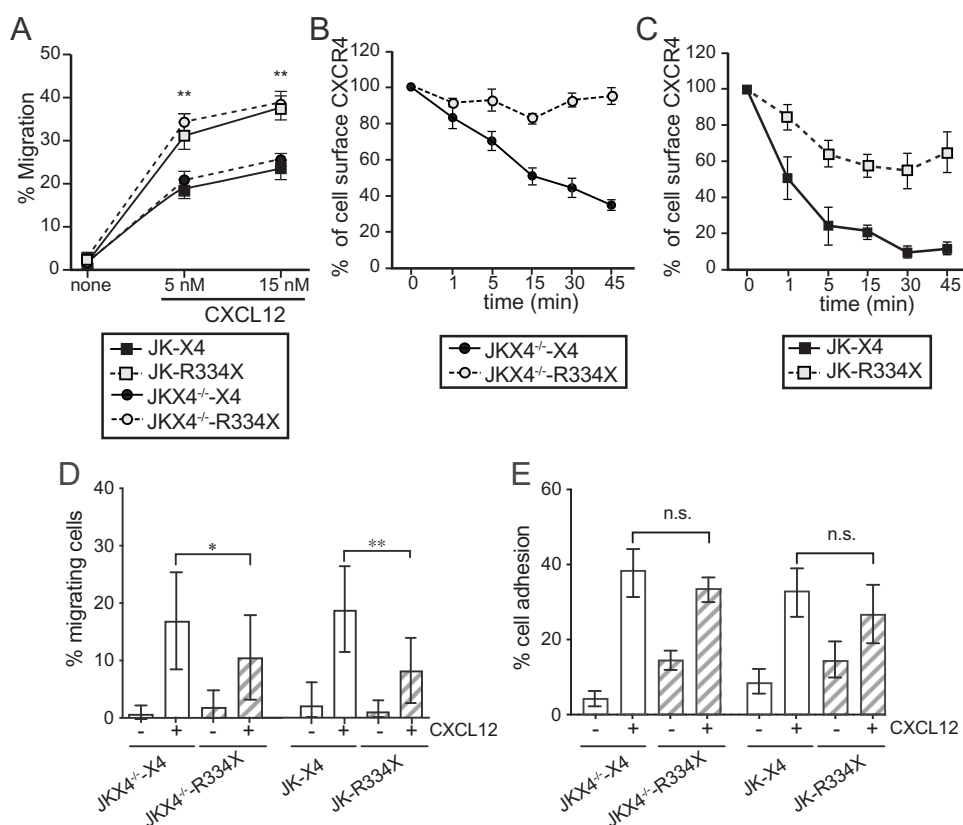 A
% Migration
50
40
30
20
10
0
**
**
none
5 nM
15 nM
CXCL12
JK-X4
JK-R334X
JKX4-/--X4
JKX4-/--R334X
B
% of cell surface CXCR4
120
100
80
60
40
20
0
0 1 5 15 30 45
time (min)
JKX4-/--X4
JKX4-/--R334X
C
% of cell surface CXCR4
120
100
80
60
40
20
0
0 1 5 15 30 45
time (min)
JK-X4
JK-R334X
D
% migrating cells
40
30
20
10
0
*
**
- + - + - + - + CXCL12
JKX4-/--X4
JKX4-/--R334X
JK-X4
JK-R334X
E
% cell adhesion
60
40
20
0
n.s.
n.s.
- + - + - + - + CXCL12
JKX4-/--X4
JKX4-/--R334X
JK-X4
JK-R334X